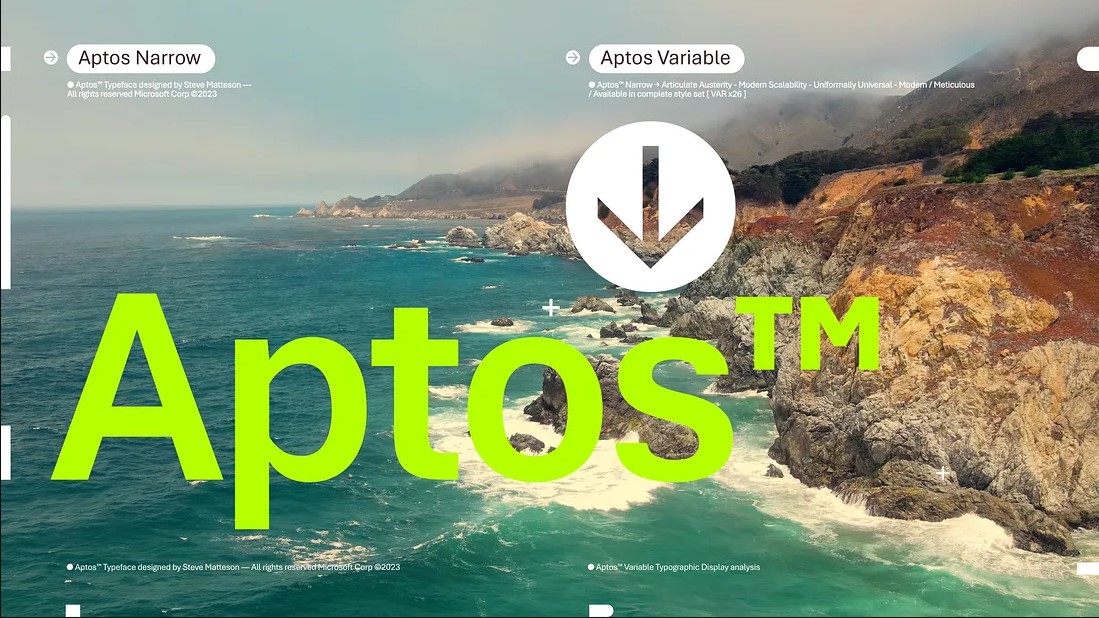 Aptos Narrow
Aptos™ Typeface designed by Steve Matteson —
All rights reserved Microsoft Corp ©2023
Aptos Variable
Aptos™ Narrow → Articulate Austerity - Modern Scalability - Uniformally Universal - Modern / Meticulous
/ Available in complete style set [ VAR x26 ]
Aptos™
Aptos™ Typeface designed by Steve Matteson — All rights reserved Microsoft Corp ©2023
Aptos™ Variable Typographic Display analysis